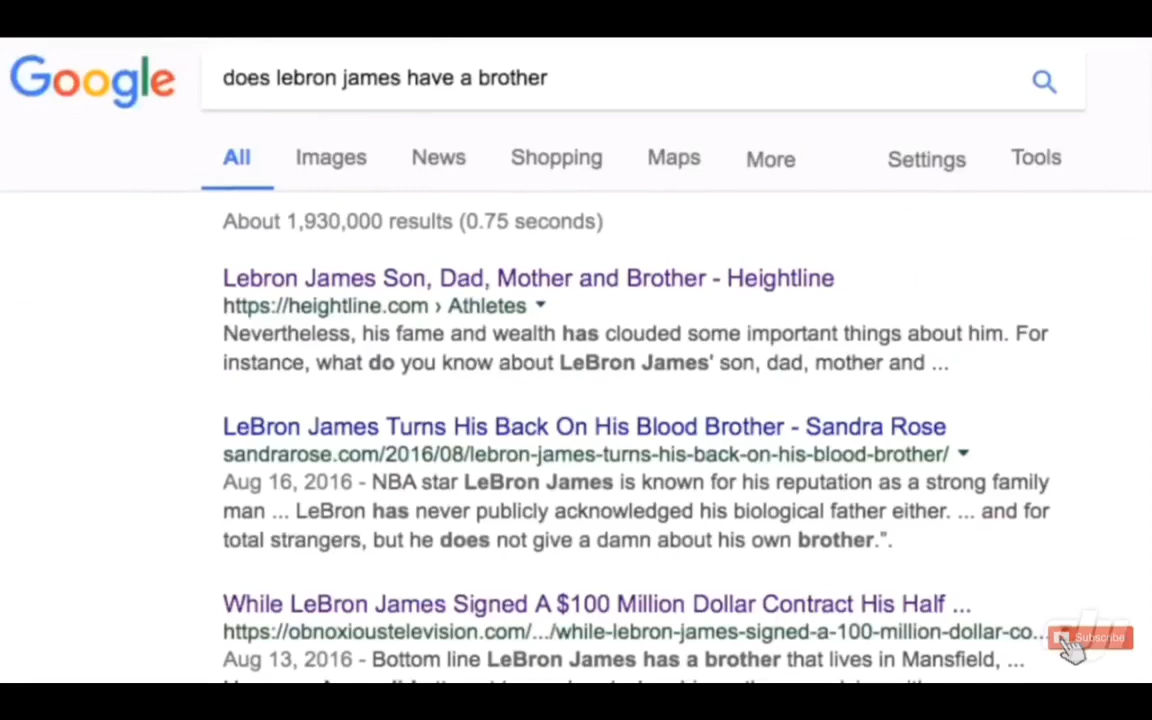 Google
does lebron james have a brother
All Images News Shopping Maps More Settings Tools
About 1,930,000 results (0.75 seconds)
Lebron James Son, Dad, Mother and Brother - Heightline
https://heightline.com › Athletes
Nevertheless, his fame and wealth has clouded some important things about him. For
instance, what do you know about LeBron James' son, dad, mother and ...
LeBron James Turns His Back On His Blood Brother - Sandra Rose
sandrarose.com/2016/08/lebron-james-turns-his-back-on-his-blood-brother/
Aug 16, 2016 - NBA star LeBron James is known for his reputation as a strong family
man ... LeBron has never publicly acknowledged his biological father either. ... and for
total strangers, but he does not give a damn about his own brother.".
While LeBron James Signed A $100 Million Dollar Contract His Half ...
https://obnoxioustelevision.com/.../while-lebron-james-signed-a-100-million-dollar-co...
Subscribe
Aug 13, 2016 - Bottom line LeBron James has a brother that lives in Mansfield, ...